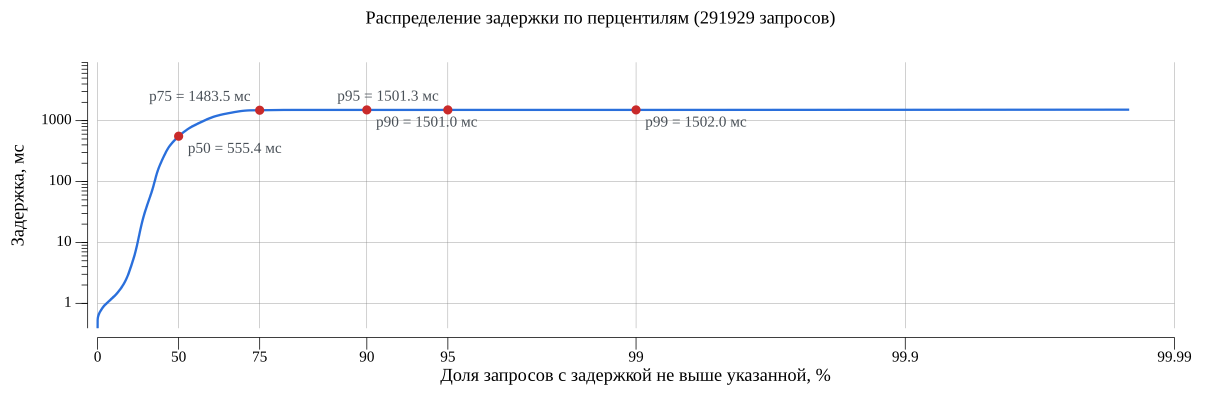 Распределение задержки по перцентилям (291929 запросов)
p75 = 1483.5 мс
p95 = 1501.3 мс
p90 = 1501.0 мс
p99 = 1502.0 мс
p50 = 555.4 мс
Задержка, мс
1000
100
10
1
0 50 75 90 95 99 99.9 99.99
Доля запросов с задержкой не выше указанной, %